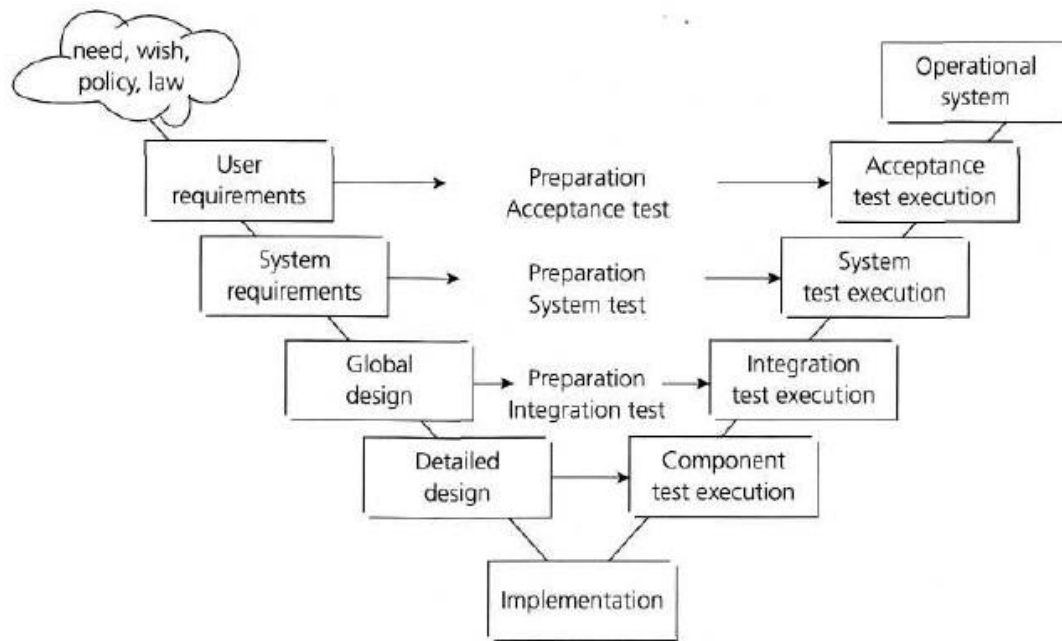 need, wish,
policy, law
Operational
system
User
requirements
Preparation
Acceptance test
Acceptance
test execution
System
requirements
Preparation
System test
System
test execution
Global
design
Preparation
Integration test
Integration
test execution
Detailed
design
Component
test execution
Implementation